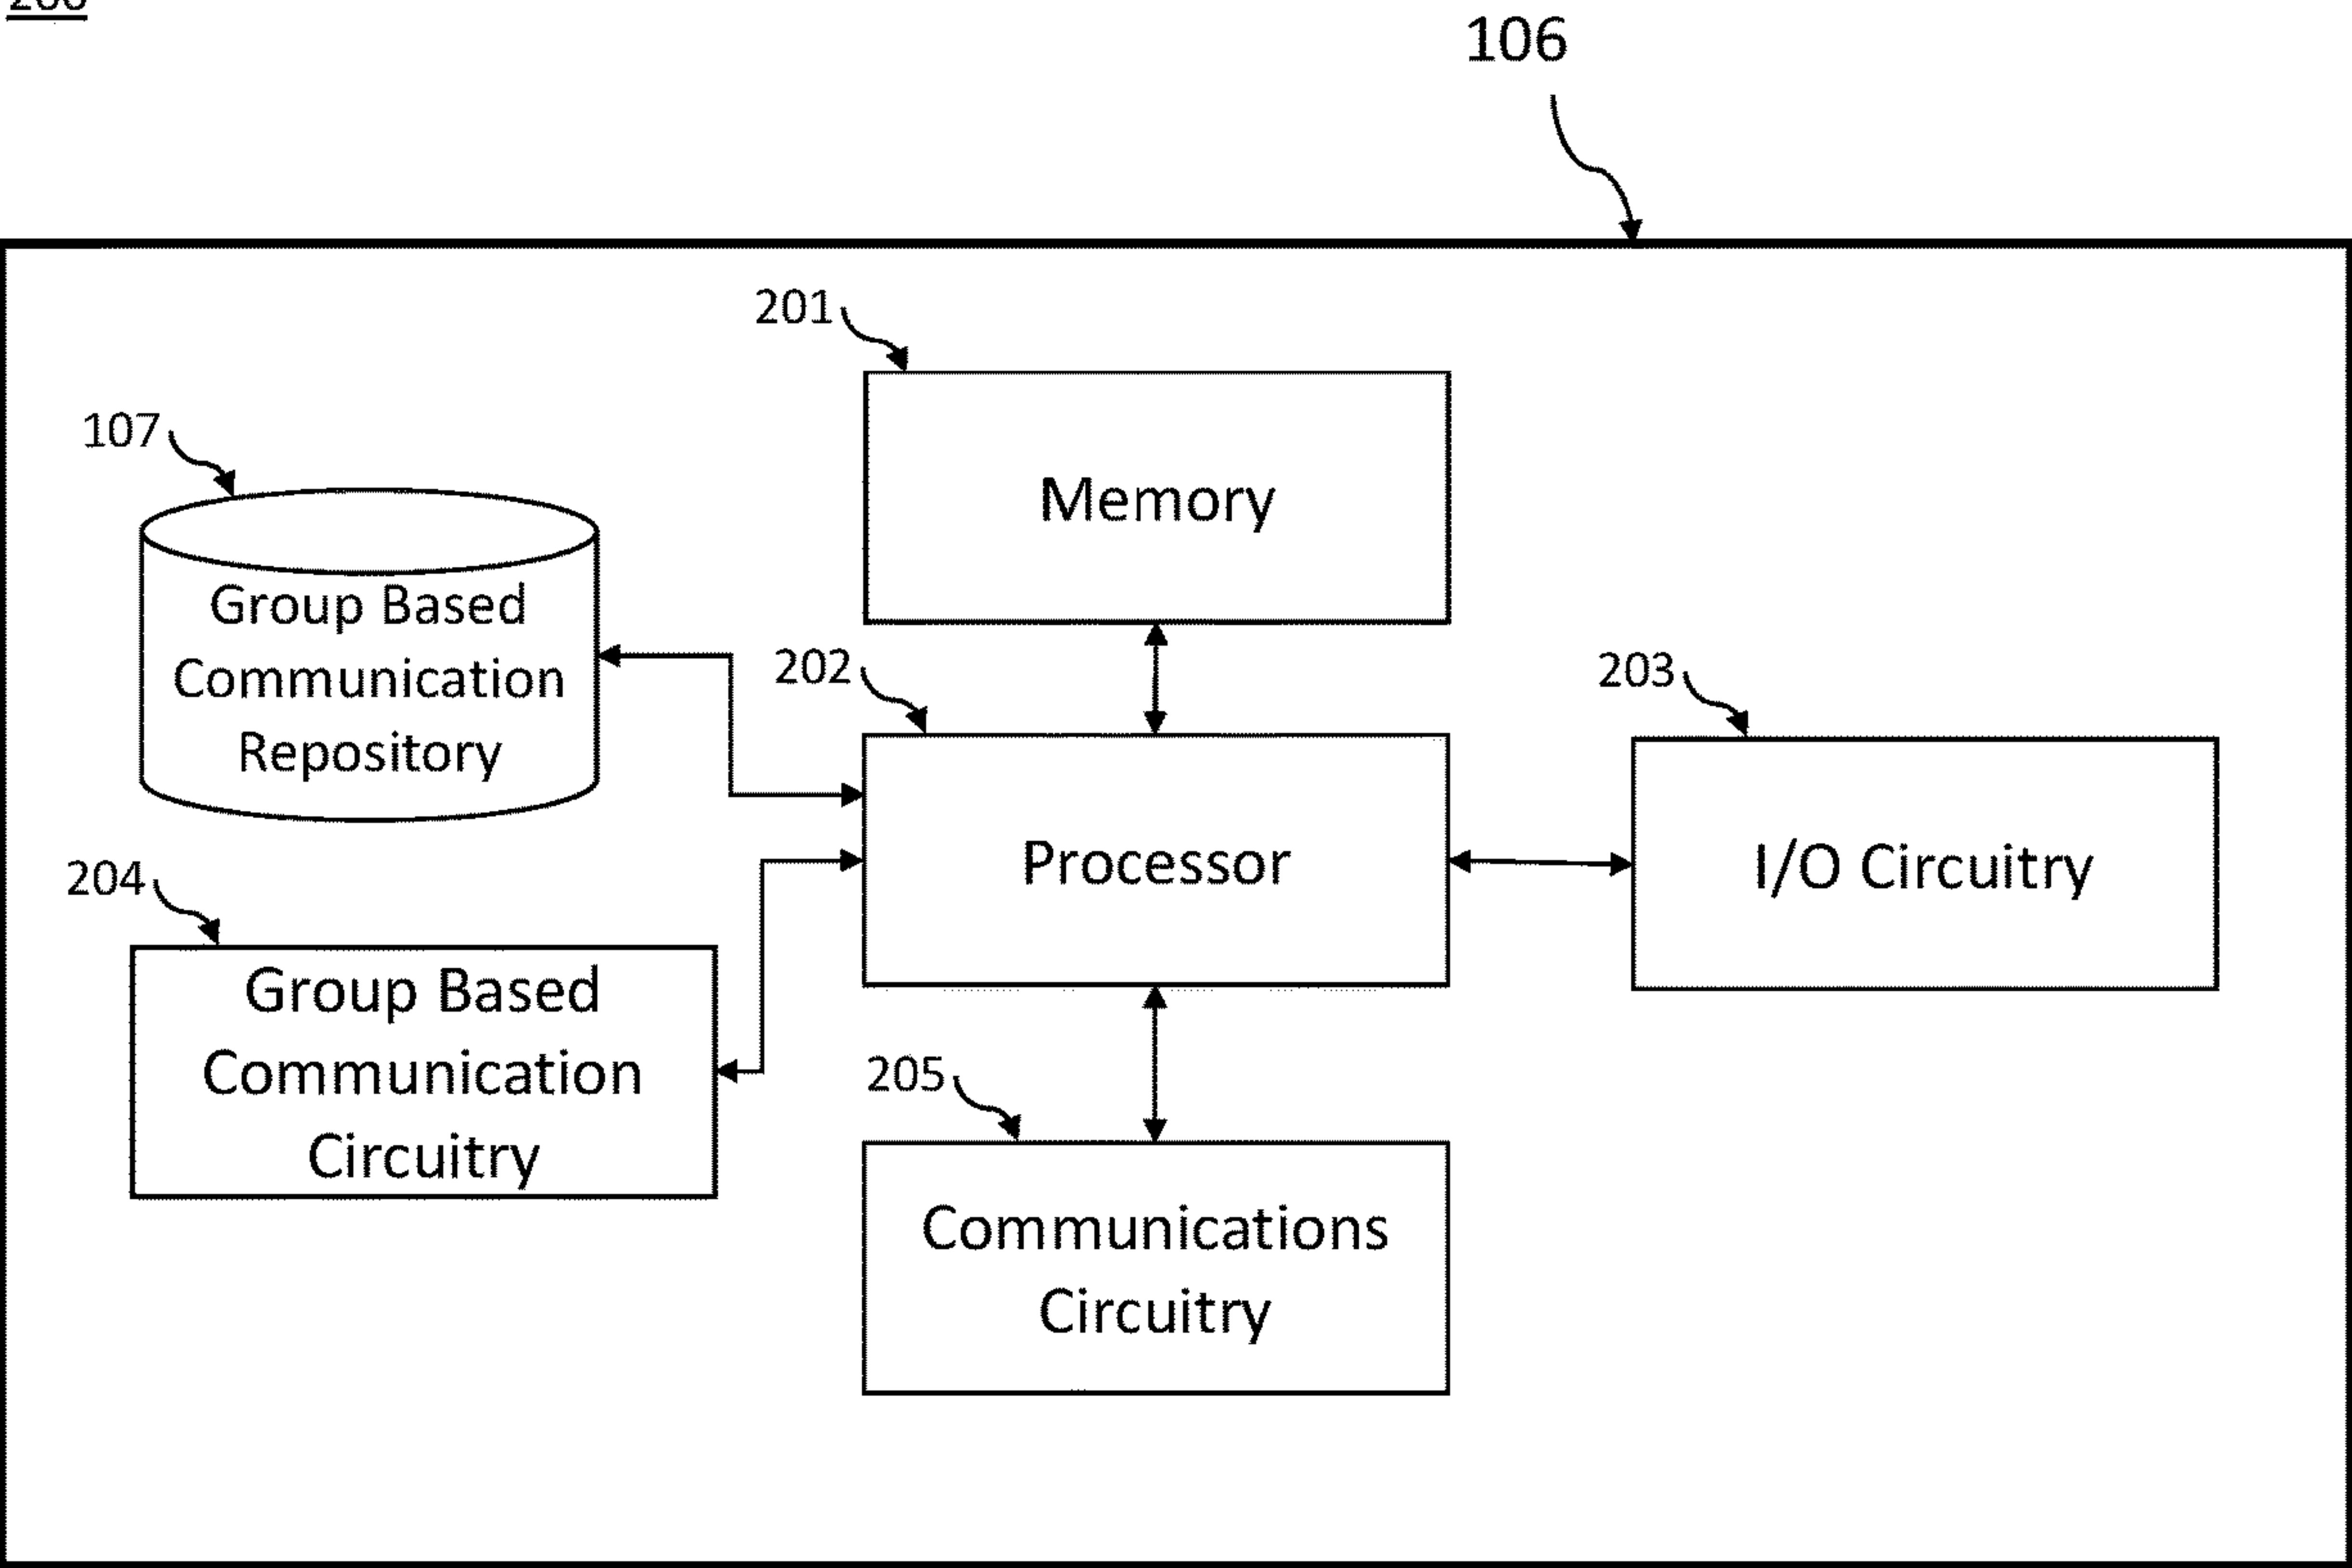 106
201
107
Memory
Group Based
Communication
Repository
202
203
Processor
I/O Circuitry
204
Group Based
Communication
Circuitry
205
Communications
Circuitry